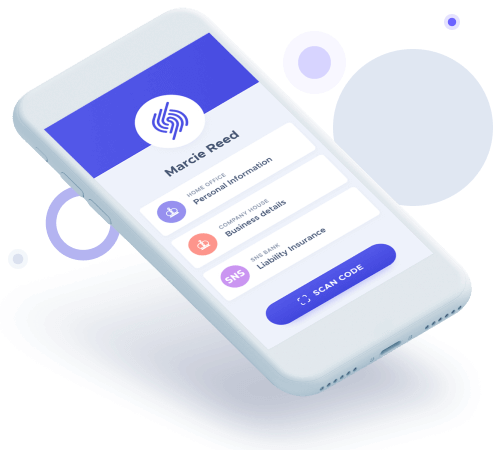 Marcie Reed
HOME OFFICE
Personal Information
COMPANY HOUSE
Business details
SNS
SNS BANK
Liability Insurance
SCAN CODE